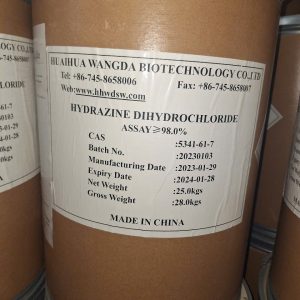 HUAIHUA WANGDA BIOTECHNOLOGY CO.,LTD
Tel: +86-745-8658006 Fax: +86-745-8658007
Www.hhwdsw.com
HYDRAZINE DIHYDROCHLORIDE
ASSAY≥98.0%
CAS :5341-61-7
Batch No. :20230103
Manufacturing Date :2023-01-29
Expiry Date :2024-01-28
Net Weight :25.0kgs
Gross Weight :28.0kgs
MADE IN CHINA